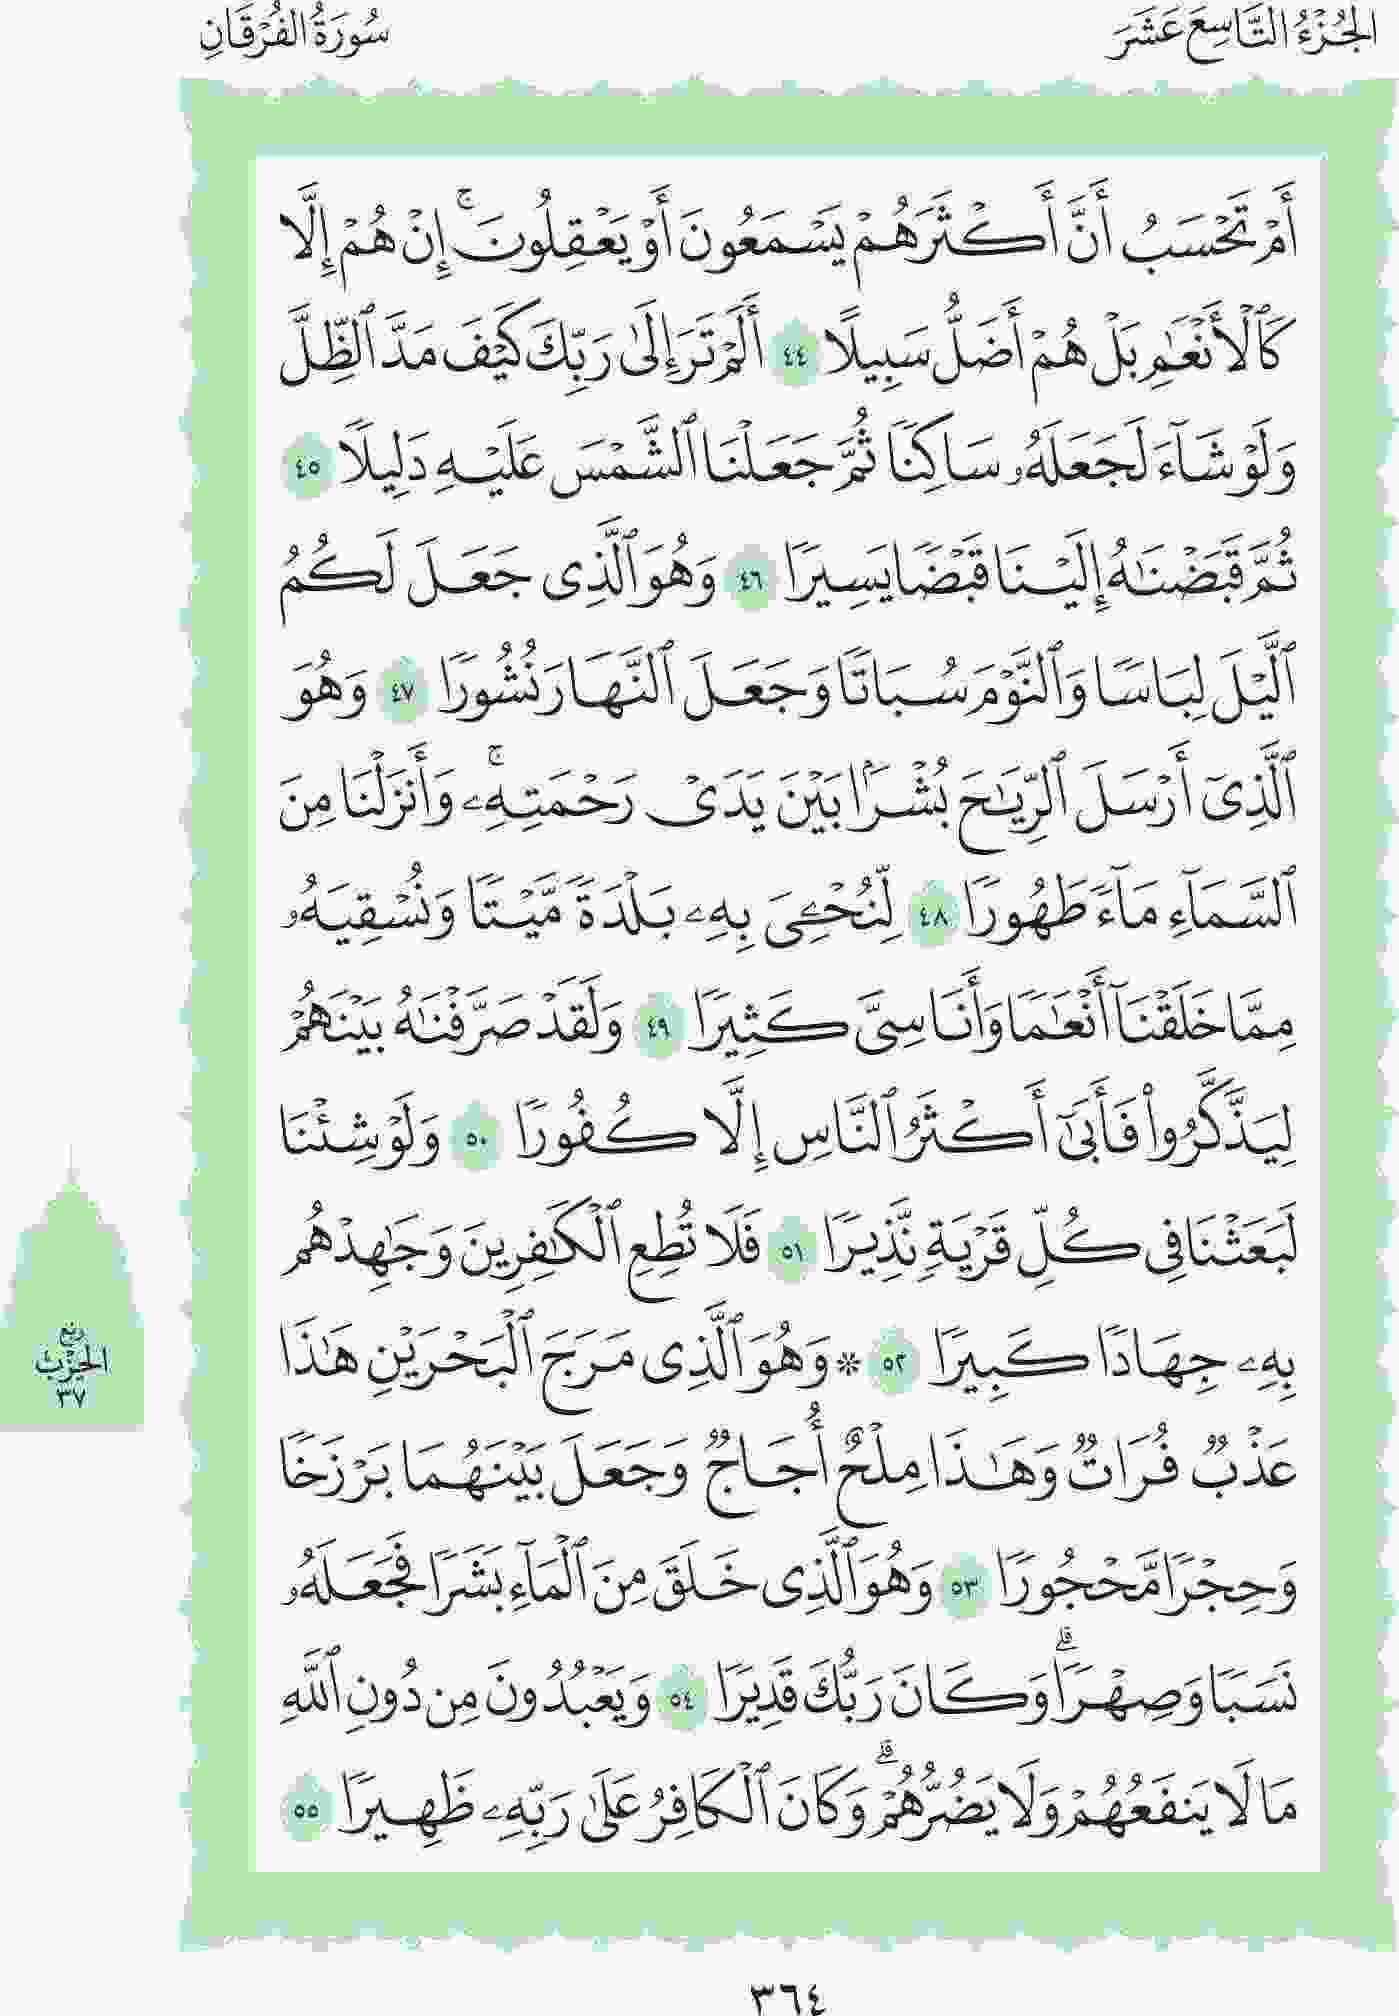 الجُزْءُ التَّاسِعَ عَشَرَ
سُورَةُ الفُرْقَانِ
أَمْ تَحْسَبُ أَنَّ أَكْثَرَهُمْ يَسْمَعُونَ أَوْ يَعْقِلُونَ ۚ إِنْ هُمْ إِلَّا
كَٱلْأَنْعَٰمِ بَلْ هُمْ أَضَلُّ سَبِيلًا ٤٤ أَلَمْ تَرَ إِلَىٰ رَبِّكَ كَيْفَ مَدَّ ٱلظِّلَّ
وَلَوْ شَآءَ لَجَعَلَهُۥ سَاكِنًا ثُمَّ جَعَلْنَا ٱلشَّمْسَ عَلَيْهِ دَلِيلًا ٤٥
ثُمَّ قَبَضْنَٰهُ إِلَيْنَا قَبْضًا يَسِيرًا ٤٦ وَهُوَ ٱلَّذِى جَعَلَ لَكُمُ
ٱلَّيْلَ لِبَاسًا وَٱلنَّوْمَ سُبَاتًا وَجَعَلَ ٱلنَّهَارَ نُشُورًا ٤٧ وَهُوَ
ٱلَّذِىٓ أَرْسَلَ ٱلرِّيَٰحَ بُشْرًۢا بَيْنَ يَدَىْ رَحْمَتِهِۦ ۚ وَأَنزَلْنَا مِنَ
ٱلسَّمَآءِ مَآءً طَهُورًا ٤٨ لِّنُحْۦِىَ بِهِۦ بَلْدَةً مَّيْتًا وَنُسْقِيَهُۥ
مِمَّا خَلَقْنَآ أَنْعَٰمًا وَأَنَاسِىَّ كَثِيرًا ٤٩ وَلَقَدْ صَرَّفْنَٰهُ بَيْنَهُمْ
لِيَذَّكَّرُوا۟ فَأَبَىٰٓ أَكْثَرُ ٱلنَّاسِ إِلَّا كُفُورًا ٥٠ وَلَوْ شِئْنَا
لَبَعَثْنَا فِى كُلِّ قَرْيَةٍ نَّذِيرًا ٥١ فَلَا تُطِعِ ٱلْكَٰفِرِينَ وَجَٰهِدْهُم
بِهِۦ جِهَادًا كَبِيرًا ٥٢ * وَهُوَ ٱلَّذِى مَرَجَ ٱلْبَحْرَيْنِ هَٰذَا
عَذْبٌ فُرَاتٌ وَهَٰذَا مِلْحٌ أُجَاجٌ وَجَعَلَ بَيْنَهُمَا بَرْزَخًا
وَحِجْرًا مَّحْجُورًا ٥٣ وَهُوَ ٱلَّذِى خَلَقَ مِنَ ٱلْمَآءِ بَشَرًا فَجَعَلَهُۥ
نَسَبًا وَصِهْرًا ۗ وَكَانَ رَبُّكَ قَدِيرًا ٥٤ وَيَعْبُدُونَ مِن دُونِ ٱللَّهِ
مَا لَا يَنفَعُهُمْ وَلَا يَضُرُّهُمْ ۗ وَكَانَ ٱلْكَافِرُ عَلَىٰ رَبِّهِۦ ظَهِيرًا ٥٥
ربع
الحِزْب
٣٧
٣٦٤